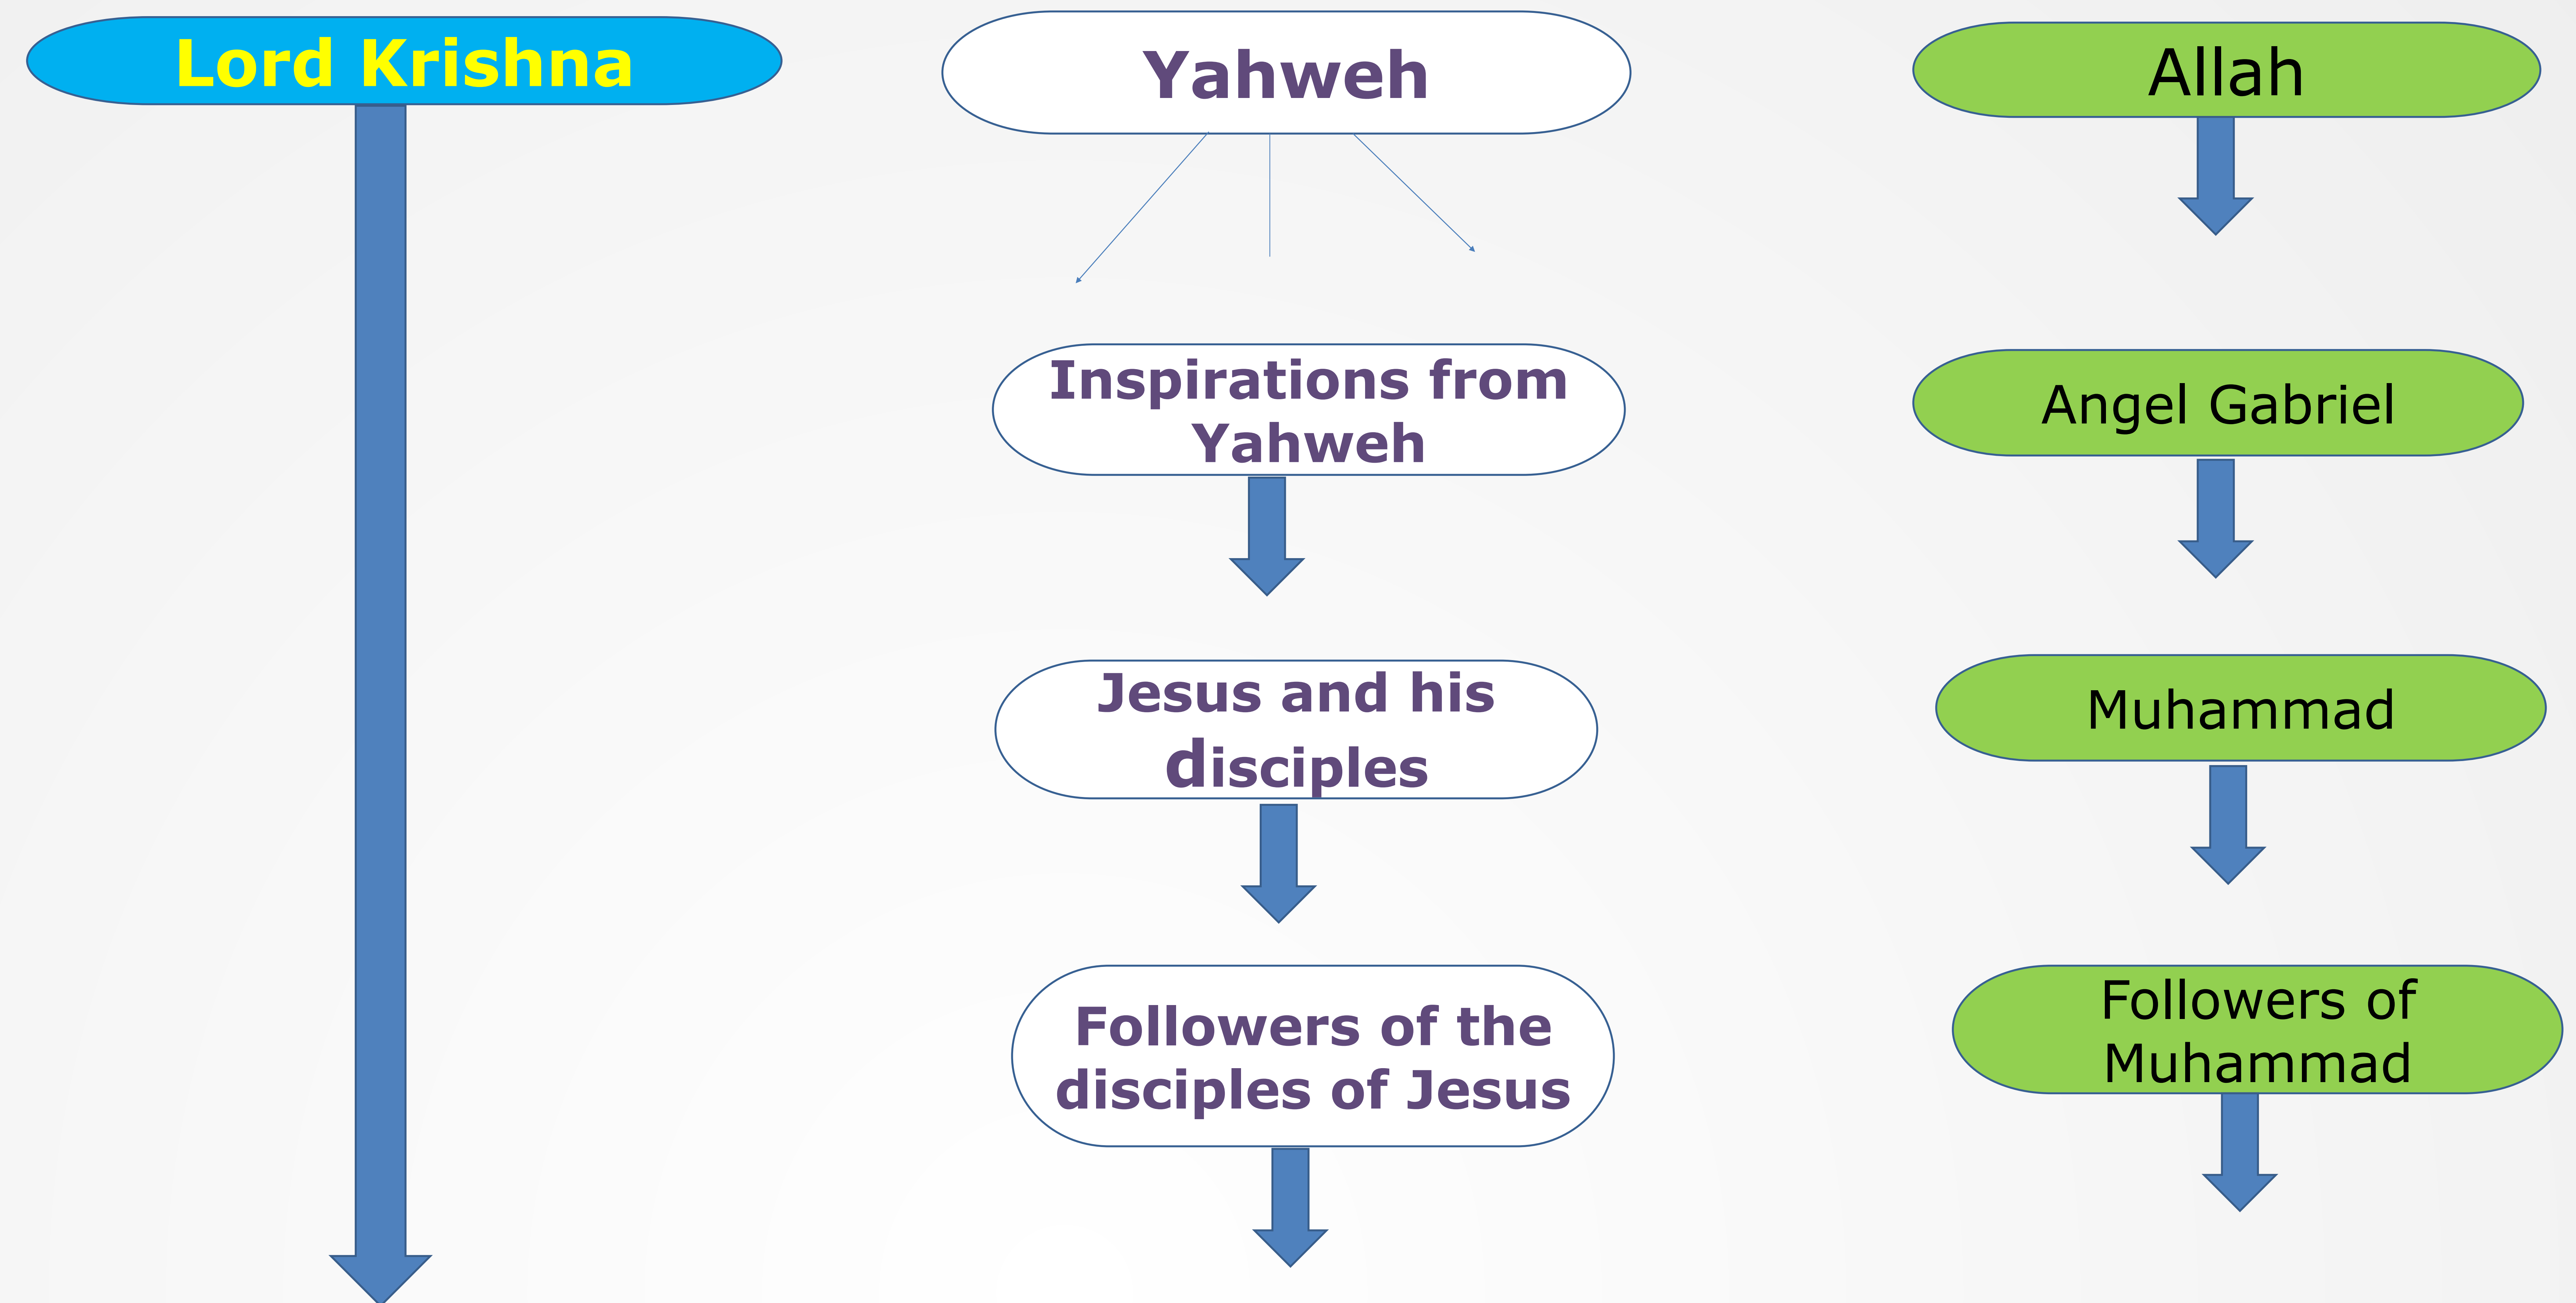 Lord Krishna
Yahweh
Allah
Inspirations from
Yahweh
Angel Gabriel
Jesus and his
disciples
Muhammad
Followers of the
disciples of Jesus
Followers of
Muhammad